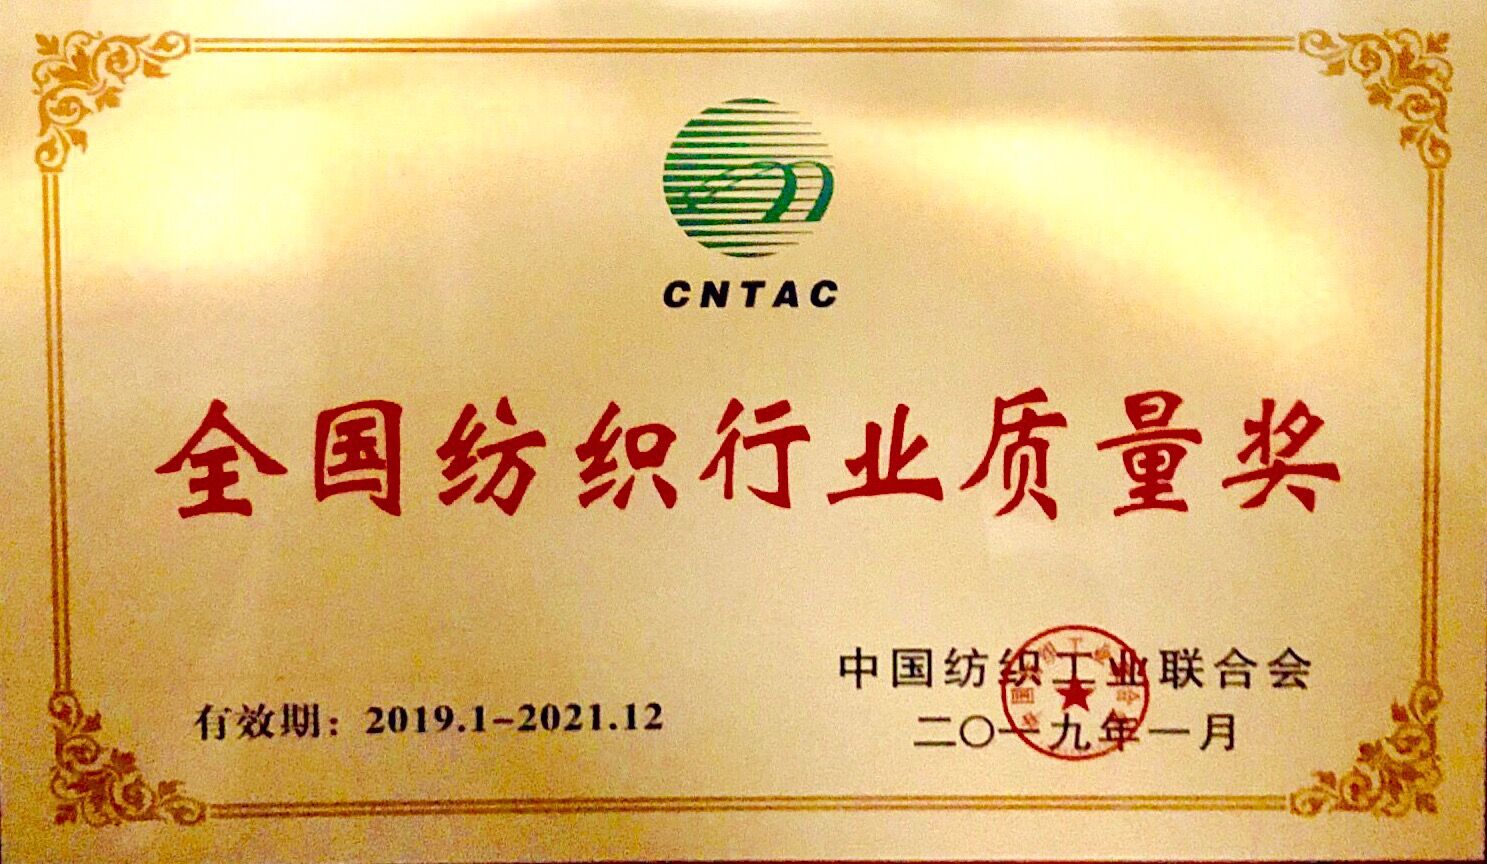 CNTAC
全国纺织行业质量奖
中国纺织工业联合会
有效期：2019.1-2021.12
二〇一九年一月